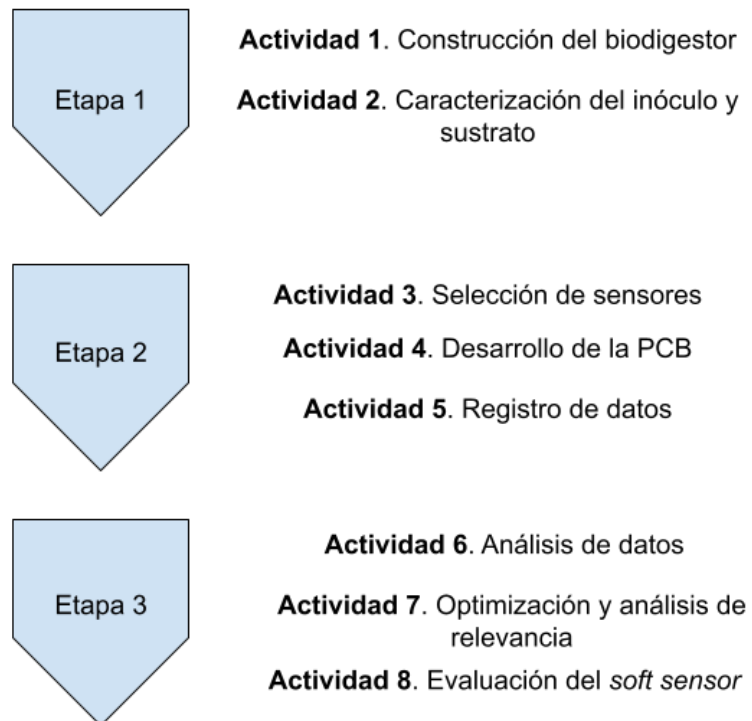 Etapa 1
Actividad 1. Construcción del biodigestor
Actividad 2. Caracterización del inóculo y
sustrato
Etapa 2
Actividad 3. Selección de sensores
Actividad 4. Desarrollo de la PCB
Actividad 5. Registro de datos
Etapa 3
Actividad 6. Análisis de datos
Actividad 7. Optimización y análisis de
relevancia
Actividad 8. Evaluación del soft sensor